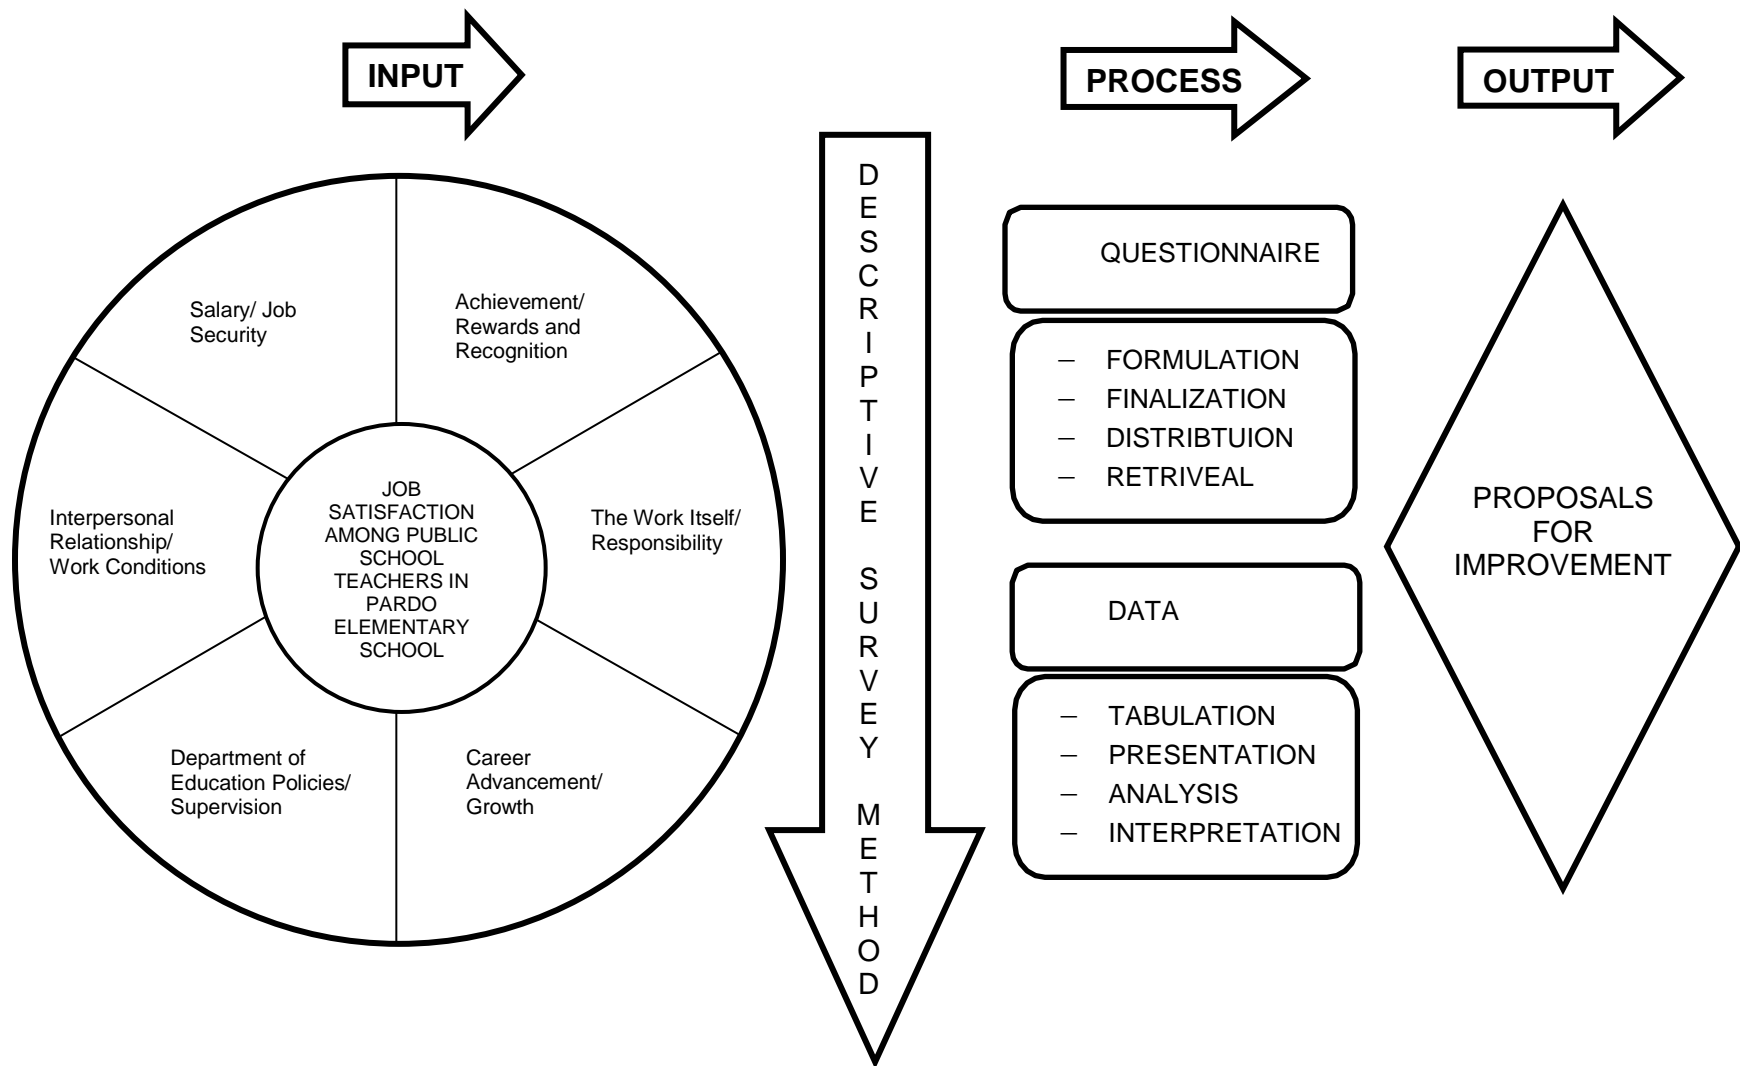 INPUT
PROCESS
OUTPUT
Salary/ Job
Security
Achievement/
Rewards and
Recognition
Interpersonal
Relationship/
Work Conditions
JOB
SATISFACTION
AMONG PUBLIC
SCHOOL
TEACHERS IN
PARDO
ELEMENTARY
SCHOOL
The Work Itself/
Responsibility
Department of
Education Policies/
Supervision
Career
Advancement/
Growth
DESCRIPTIVE SURVEY METHOD
QUESTIONNAIRE
– FORMULATION
– FINALIZATION
– DISTRIBTUION
– RETRIVEAL
DATA
– TABULATION
– PRESENTATION
– ANALYSIS
– INTERPRETATION
PROPOSALS
FOR
IMPROVEMENT